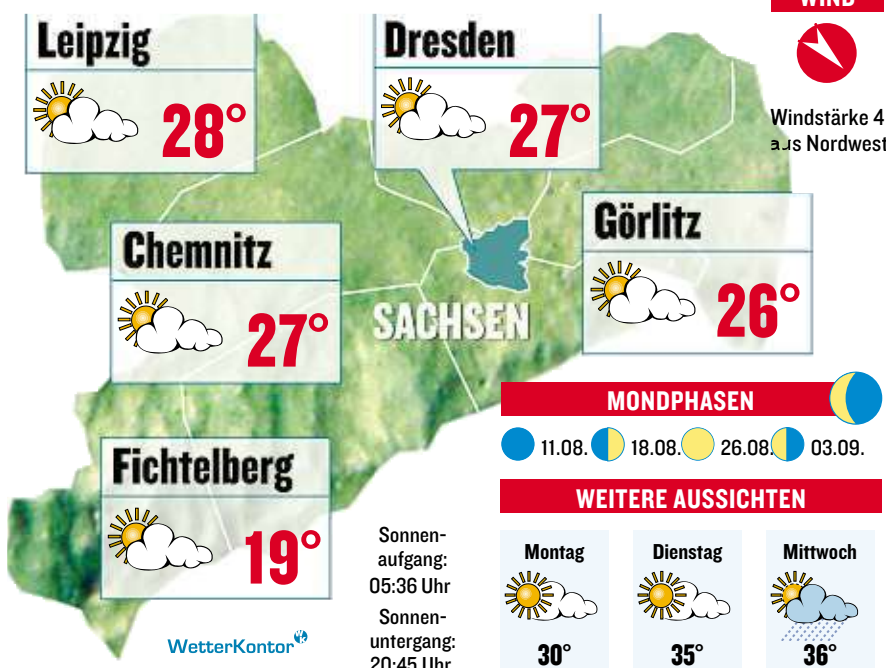 WIND
Windstärke 4
aus Nordwest
Leipzig
28°
Dresden
27°
Chemnitz
27°
Görlitz
26°
SACHSEN
Fichtelberg
19°
MONDPHASEN
11.08. 18.08. 26.08. 03.09.
WEITERE AUSSICHTEN
Montag
30°
Dienstag
35°
Mittwoch
36°
Sonnen-
aufgang:
05:36 Uhr
Sonnen-
untergang:
20:45 Uhr
WetterKontor